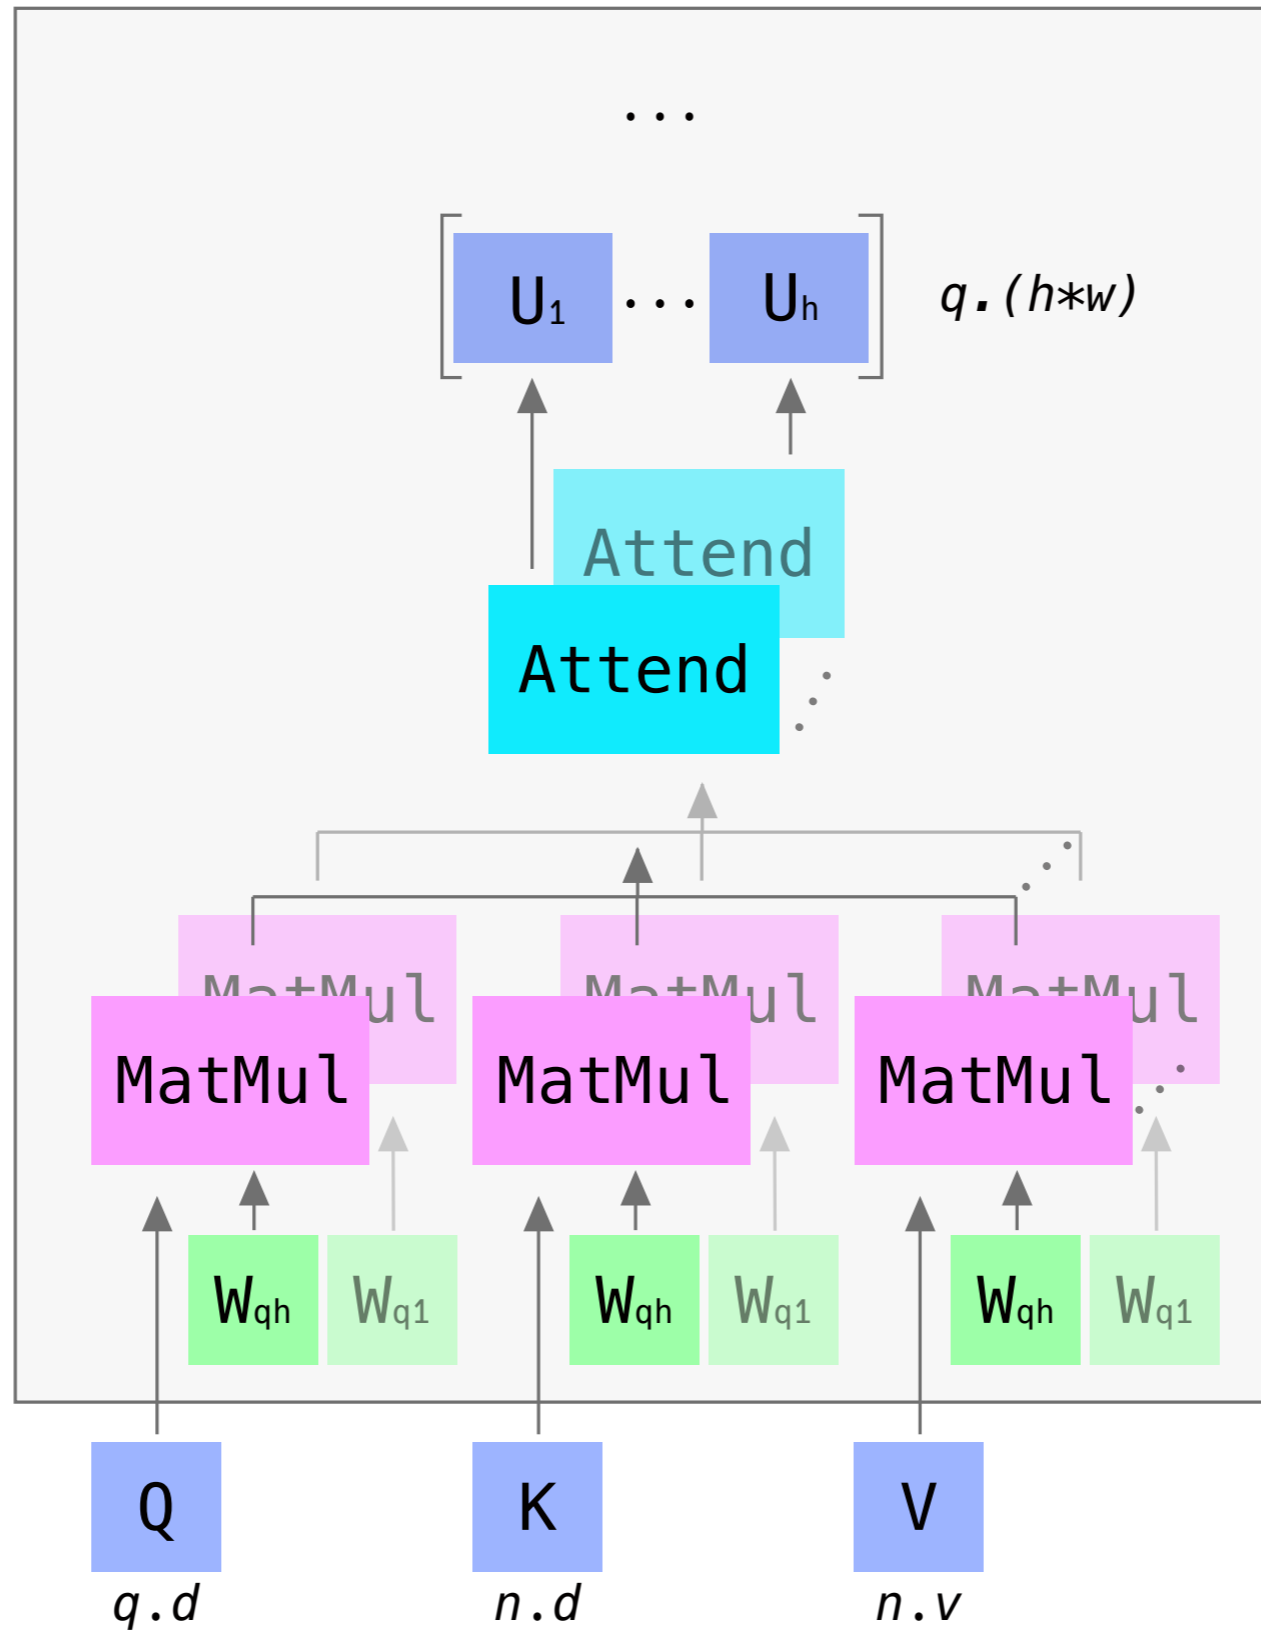 ...
U1 ... Uh q.(h*w)
Attend
Attend
MatMul MatMul MatMul
MatMul MatMul MatMul
Wqh Wq1 Wqh Wq1 Wqh Wq1
Q K V
q.d n.d n.v